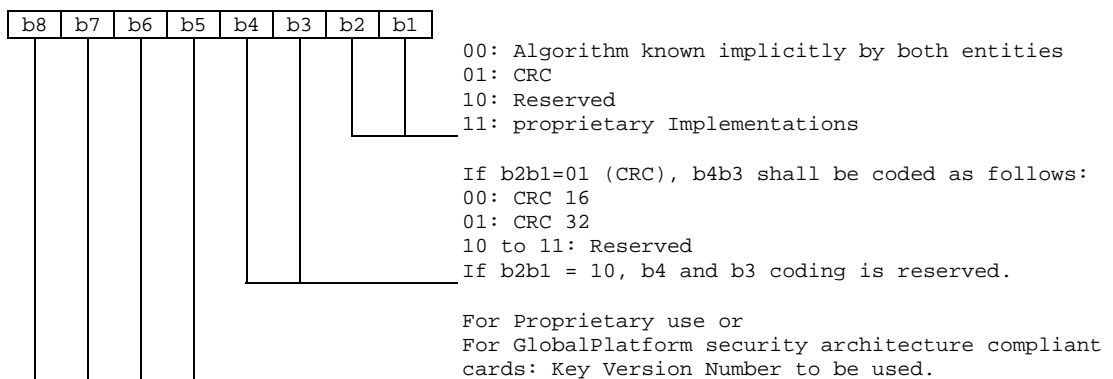 b8 b7 b6 b5 b4 b3 b2 b1
00: Algorithm known implicitly by both entities
01: CRC
10: Reserved
11: proprietary Implementations
If b2b1=01 (CRC), b4b3 shall be coded as follows:
00: CRC 16
01: CRC 32
10 to 11: Reserved
If b2b1 = 10, b4 and b3 coding is reserved.
For Proprietary use or
For GlobalPlatform security architecture compliant
cards: Key Version Number to be used.